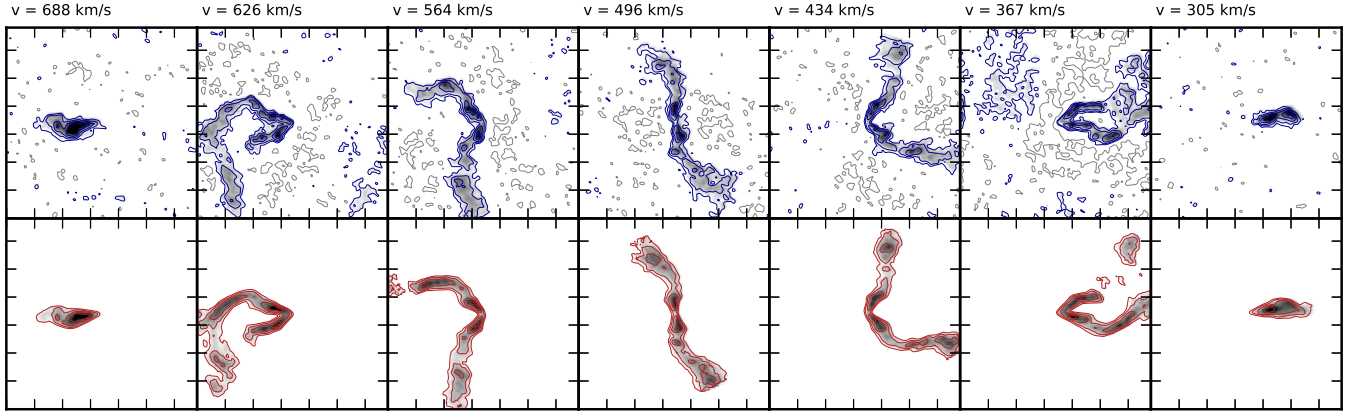 v = 688 km/s
v = 626 km/s
v = 564 km/s
v = 496 km/s
v = 434 km/s
v = 367 km/s
v = 305 km/s